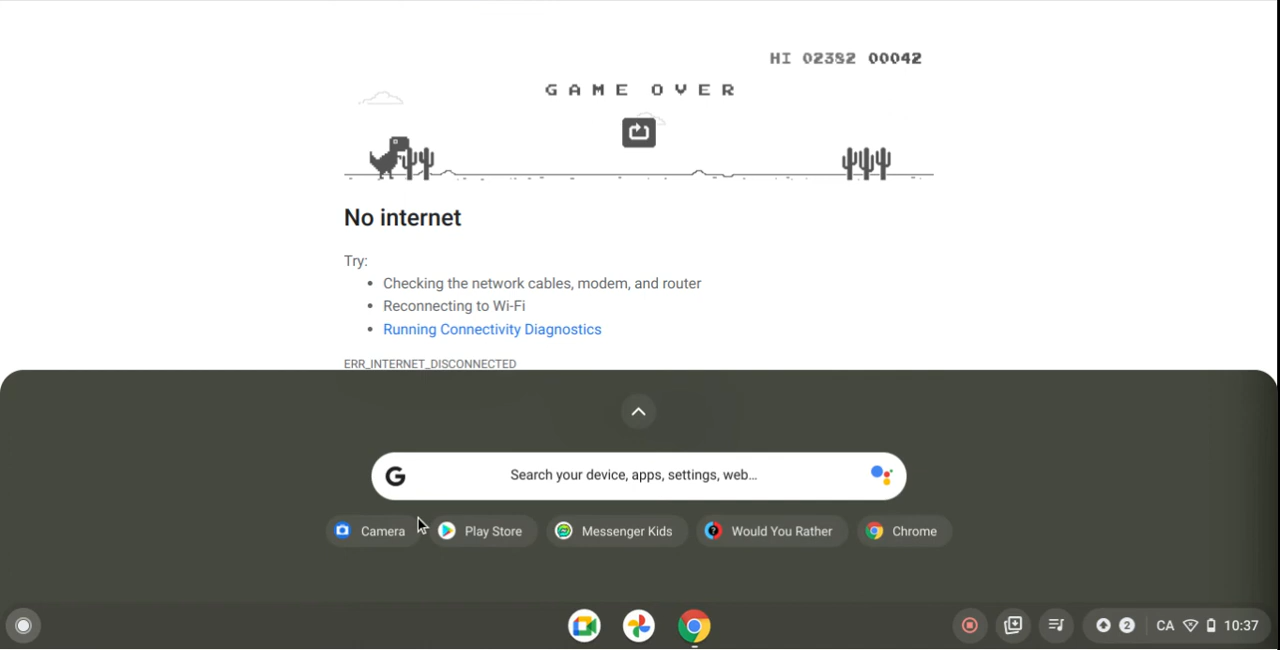 HI 02382 00042
GAME OVER
No internet
Try:
• Checking the network cables, modem, and router
• Reconnecting to Wi-Fi
• Running Connectivity Diagnostics
ERR_INTERNET_DISCONNECTED
G Search your device, apps, settings, web...
Camera Play Store Messenger Kids Would You Rather Chrome
2 CA 10:37